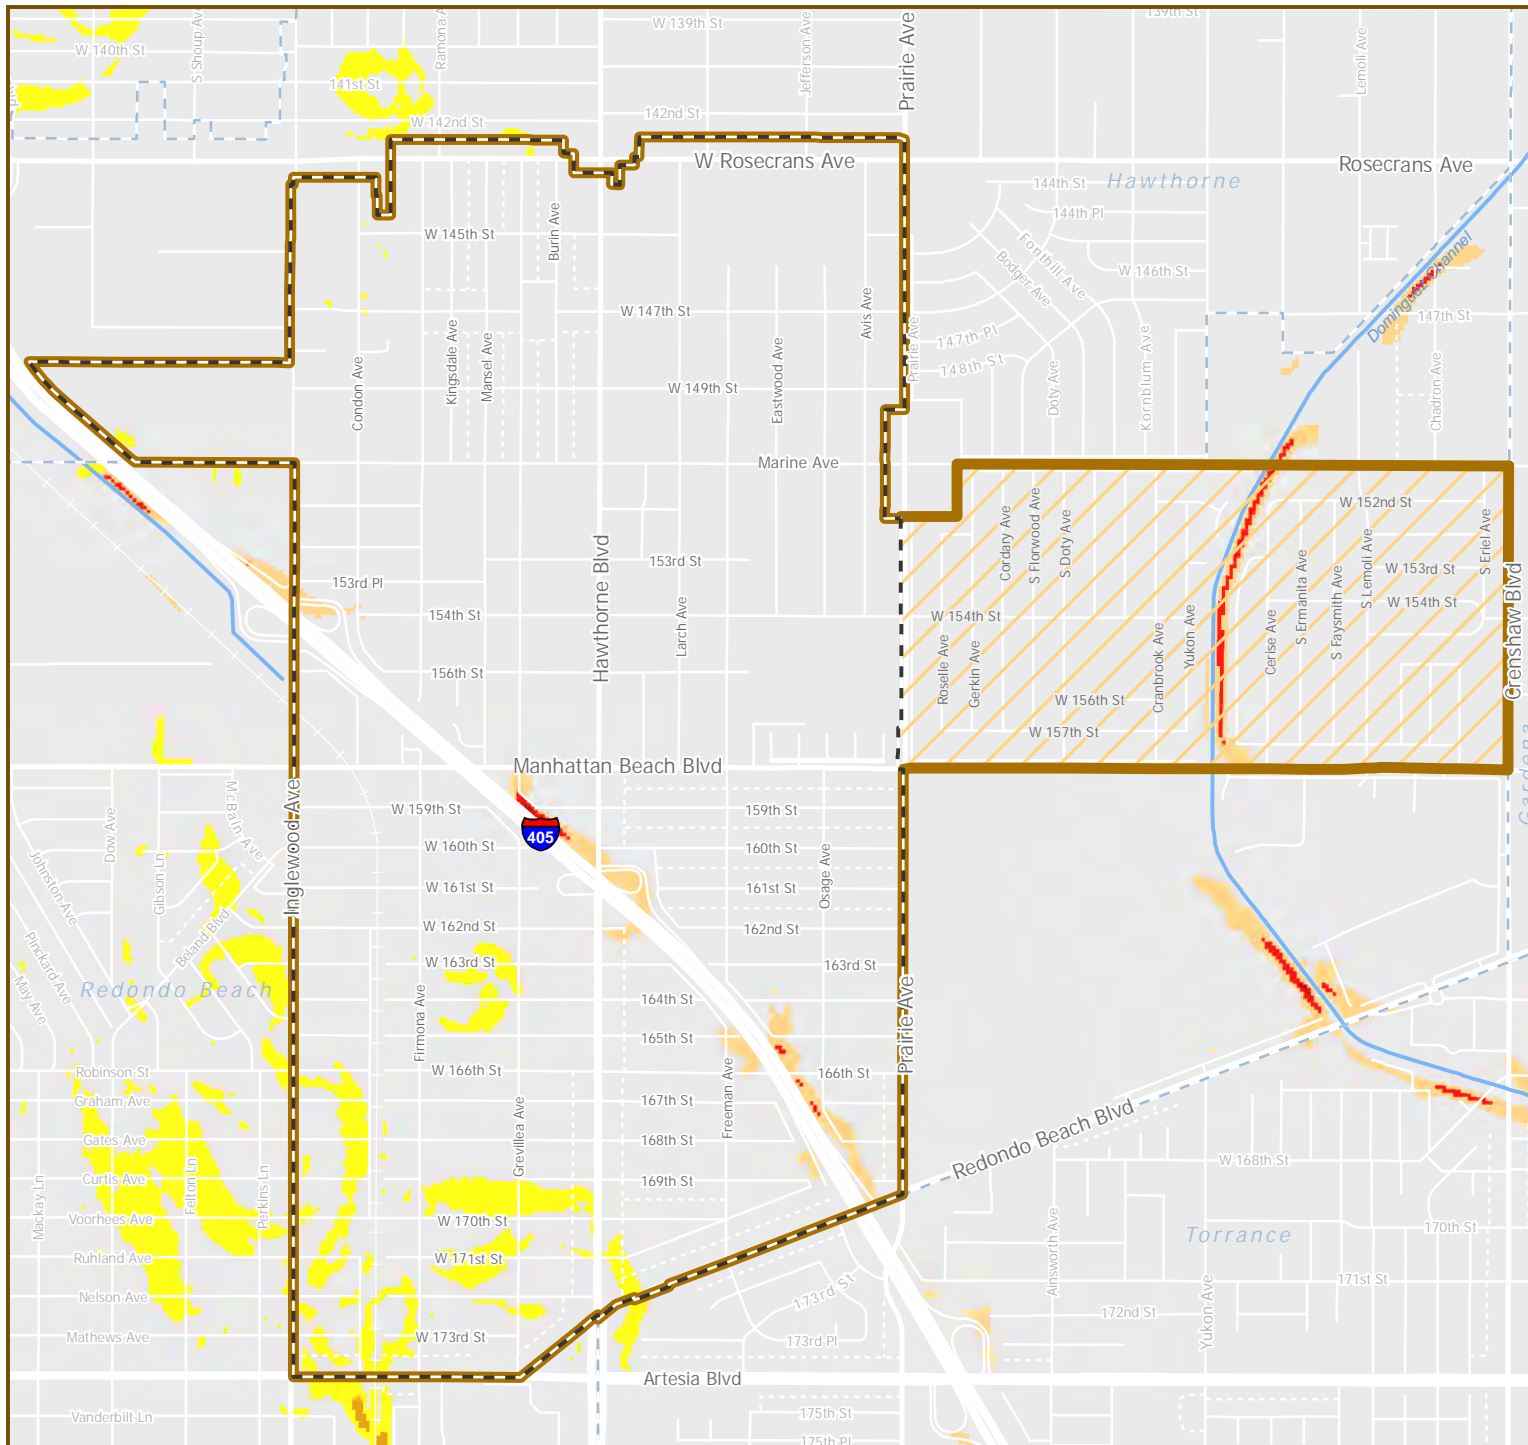 139th St
W 139th St
W 140th St
S Shoup Av
Ramona A
Jefferson Ave
Prairie Ave
Lemoli Ave
141st St
W 142nd St
142nd St
W Rosecrans Ave
Rosecrans Ave
Hawthorne
144th St
144th Pl
W 145th St
Burin Ave
Fonthill Ave
Bodger Ave
W 146th St
Dominguez Channel
W 147th St
147th St
Avis Ave
Prairie Ave
147th Pl
148th St
Kingsdale Ave
Mansel Ave
Condon Ave
Eastwood Ave
W 149th St
Doty Ave
Kornblum Ave
Chadron Ave
Marine Ave
W 152nd St
Cordary Ave
S Florwood Ave
S Doty Ave
S Eriel Ave
153rd St
153rd Pl
Hawthorne Blvd
W 153rd St
W 154th St
154th St
Larch Ave
W 154th St
S Lemoli Ave
S Ermanita Ave
S Faysmith Ave
Cerise Ave
Yukon Ave
Cranbrook Ave
Roselle Ave
Gerkin Ave
Crenshaw Blvd
156th St
W 156th St
W 157th St
Manhattan Beach Blvd
Gardena
Inglewood Ave
McBain Ave
Dow Ave
W 159th St
159th St
405
W 160th St
160th St
Johnston Ave
Gibson Ln
W 161st St
161st St
Osage Ave
Beland Blvd
W 162nd St
162nd St
Pinckard Ave
May Ave
W 163rd St
163rd St
Redondo Beach
Firmona Ave
164th St
165th St
Prairie Ave
Robinson St
W 166th St
166th St
Freeman Ave
Graham Ave
167th St
Redondo Beach Blvd
Grevillea Ave
Gates Ave
168th St
W 168th St
Curtis Ave
169th St
Mackay Ln
Felton Ln
Perkins Ln
Voorhees Ave
W 170th St
170th St
Torrance
Ainsworth Ave
Ruhland Ave
W 171st St
171st St
Nelson Ave
173rd St
172nd St
Yukon Ave
Mathews Ave
W 173rd St
173rd Pl
Artesia Blvd
Vanderbilt Ln
175th St
175th Pl